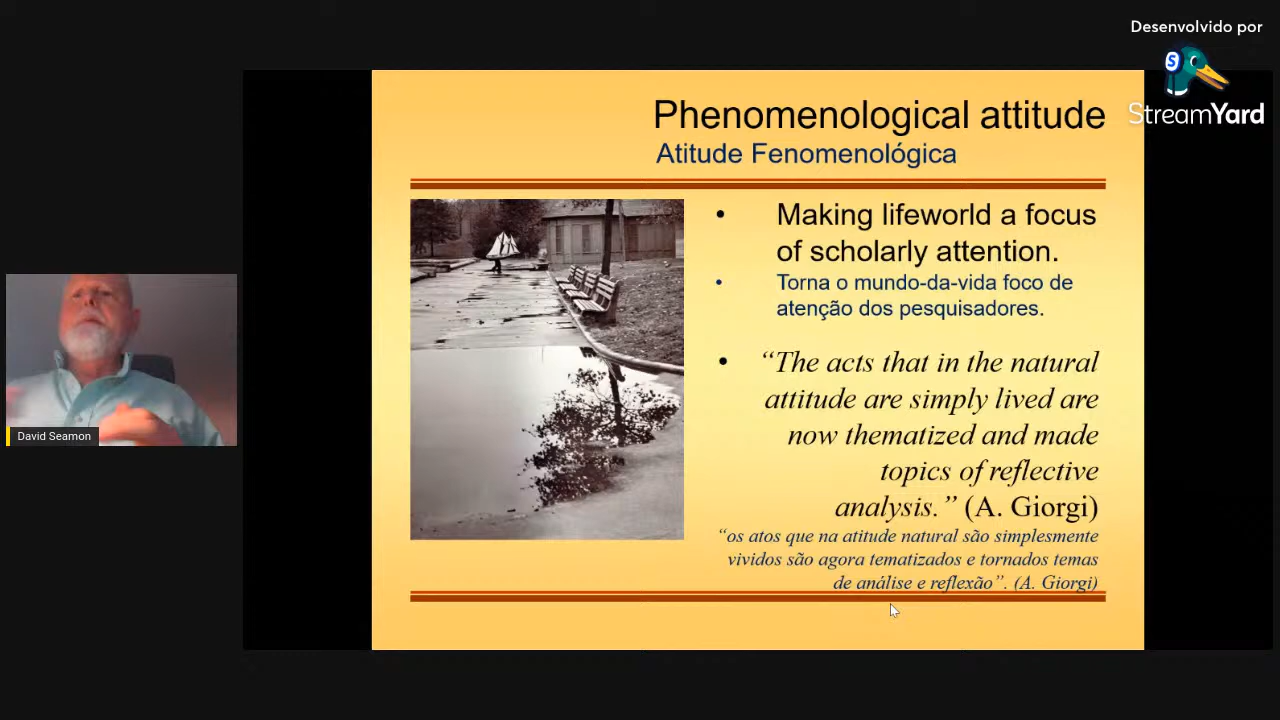 Desenvolvido por
StreamYard
Phenomenological attitude
Atitude Fenomenológica
• Making lifeworld a focus
of scholarly attention.
• Torna o mundo-da-vida foco de
atenção dos pesquisadores.
• “The acts that in the natural
attitude are simply lived are
now thematized and made
topics of reflective
analysis.” (A. Giorgi)
“os atos que na atitude natural são simplesmente
vividos são agora tematizados e tornados temas
de análise e reflexão”. (A. Giorgi)
David Seamon